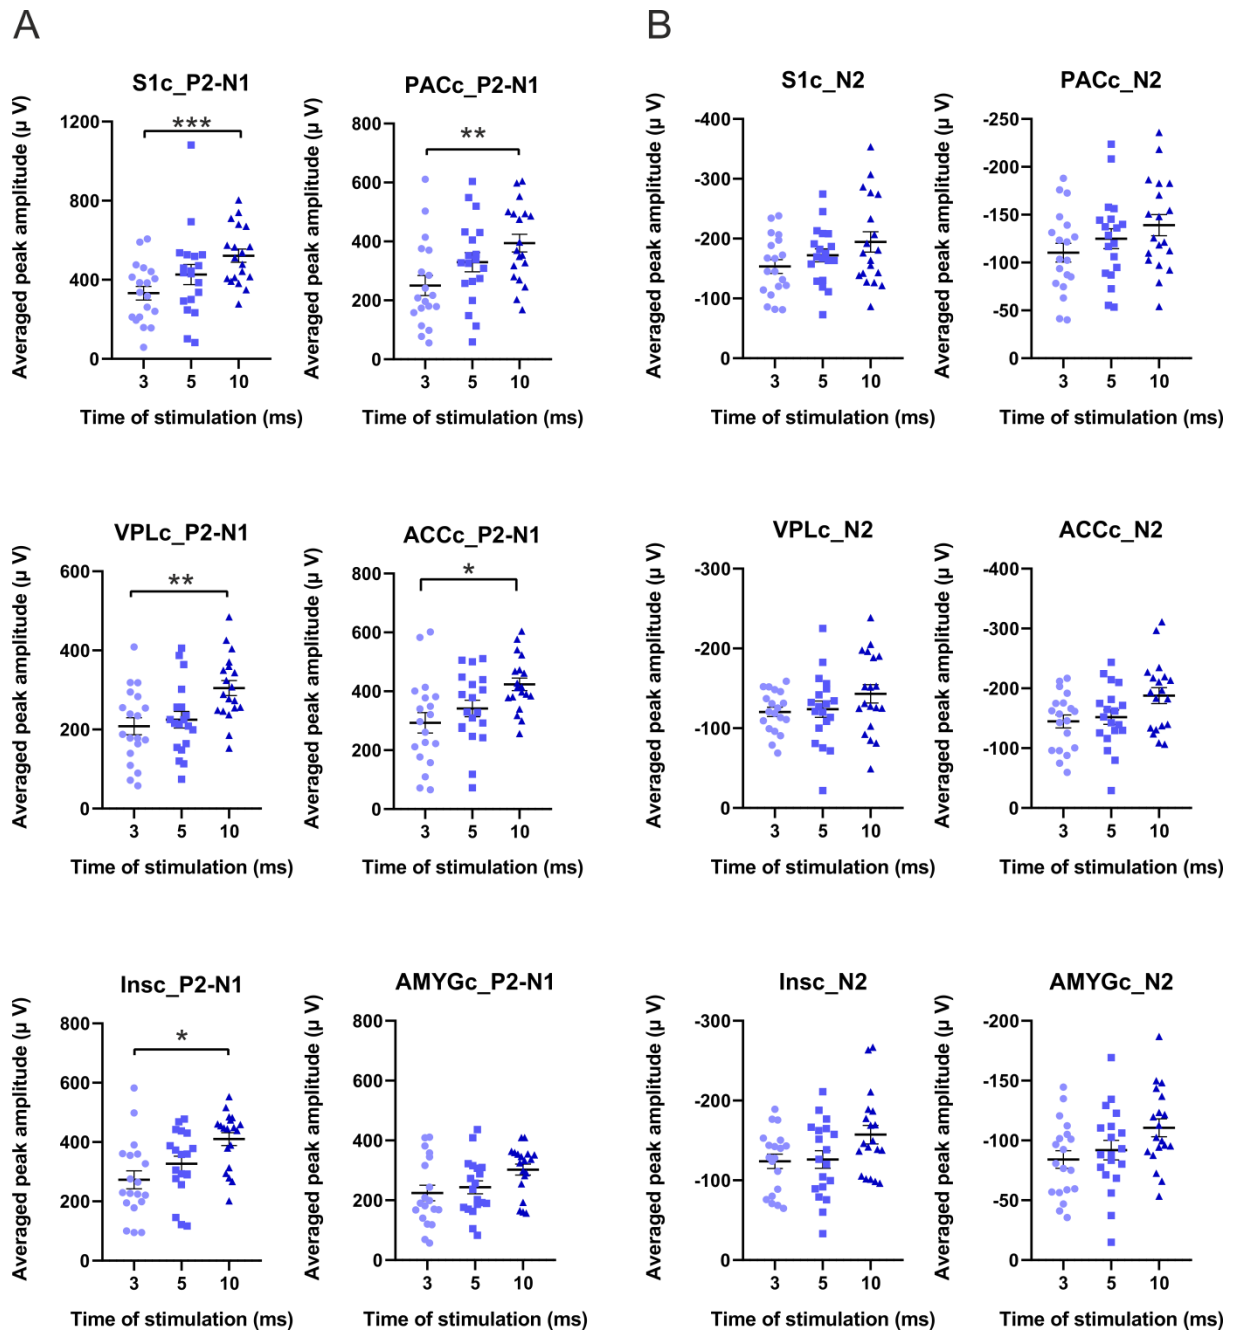 A
B
S1c_P2-N1
***
Averaged peak amplitude (µ V)
1200
800
400
0
3 5 10
Time of stimulation (ms)
PACc_P2-N1
**
Averaged peak amplitude (µ V)
800
600
400
200
0
3 5 10
Time of stimulation (ms)
S1c_N2
Averaged peak amplitude (µ V)
-400
-300
-200
-100
0
3 5 10
Time of stimulation (ms)
PACc_N2
Averaged peak amplitude (µ V)
-250
-200
-150
-100
-50
0
3 5 10
Time of stimulation (ms)
VPLc_P2-N1
**
Averaged peak amplitude (µ V)
600
400
200
0
3 5 10
Time of stimulation (ms)
ACCc_P2-N1
*
Averaged peak amplitude (µ V)
800
600
400
200
0
3 5 10
Time of stimulation (ms)
VPLc_N2
Averaged peak amplitude (µ V)
-300
-200
-100
0
3 5 10
Time of stimulation (ms)
ACCc_N2
Averaged peak amplitude (µ V)
-400
-300
-200
-100
0
3 5 10
Time of stimulation (ms)
Insc_P2-N1
*
Averaged peak amplitude (µ V)
800
600
400
200
0
3 5 10
Time of stimulation (ms)
AMYGc_P2-N1
Averaged peak amplitude (µ V)
800
600
400
200
0
3 5 10
Time of stimulation (ms)
Insc_N2
Averaged peak amplitude (µ V)
-300
-200
-100
0
3 5 10
Time of stimulation (ms)
AMYGc_N2
Averaged peak amplitude (µ V)
-200
-150
-100
-50
0
3 5 10
Time of stimulation (ms)